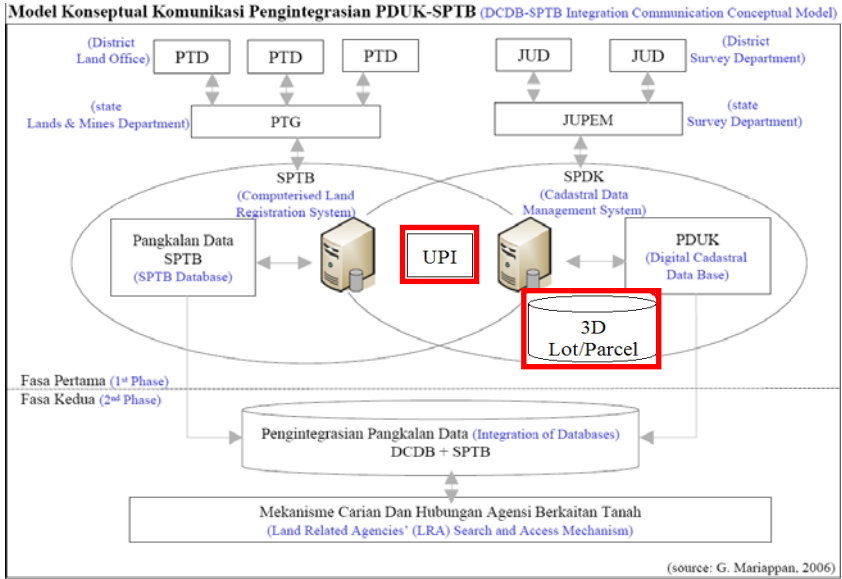 Model Konseptual Komunikasi Pengintegrasian PDUK-SPTB (DCDB-SPTB Integration Communication Conceptual Model)
(District
Land Office)
PTD
PTD
PTD
JUD
JUD
(District
Survey Department)
(state
Lands & Mines Department)
PTG
JUPEM
(state
Survey Department)
SPTB
(Computerised Land
Registration System)
SPDK
(Cadastral Data
Management System)
Pangkalan Data
SPTB
(SPTB Database)
UPI
PDUK
(Digital Cadastral
Data Base)
3D
Lot/Parcel
Fasa Pertama (1st Phase)
Fasa Kedua (2nd Phase)
Pengintegrasian Pangkalan Data (Integration of Databases)
DCDB + SPTB
Mekanisme Carian Dan Hubungan Agensi Berkaitan Tanah
(Land Related Agencies' (LRA) Search and Access Mechanism)
(source: G. Mariappan, 2006)